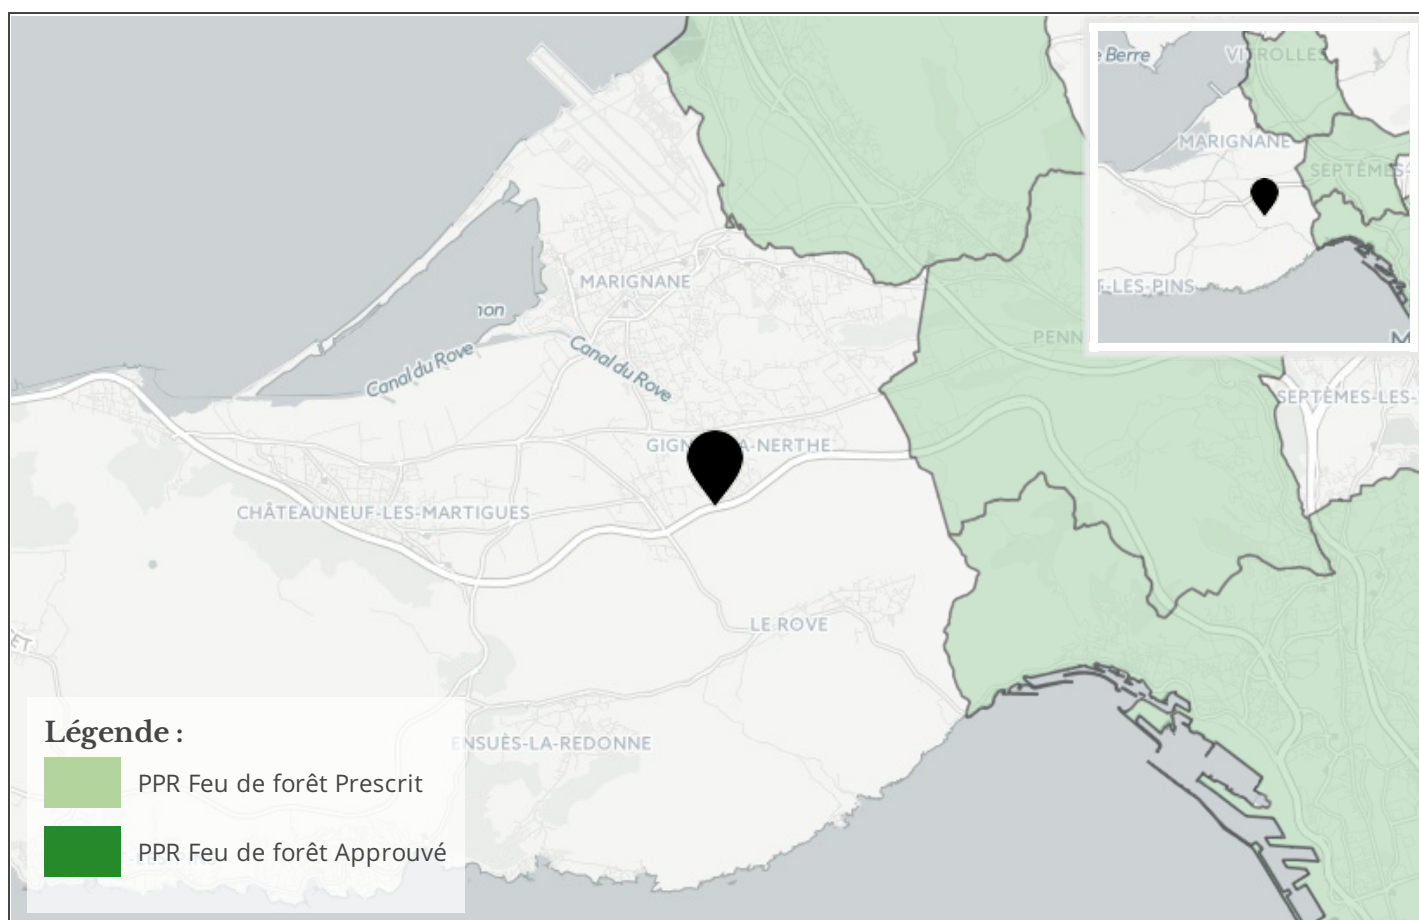 MARIGNANE
Canal du Rove
Canal du Rove
GIGN
A-NERTHE
CHÂTEAUNEUF-LES-MARTIGUES
LE ROVE
ENSUÈS-LA-REDONNE
PENN
SEPTÈMES-LES-
e Berre
VITROLLES
MARIGNANE
SEPTÈMES-
T-LES-PINS
M
Légende :
PPR Feu de forêt Prescrit
PPR Feu de forêt Approuvé